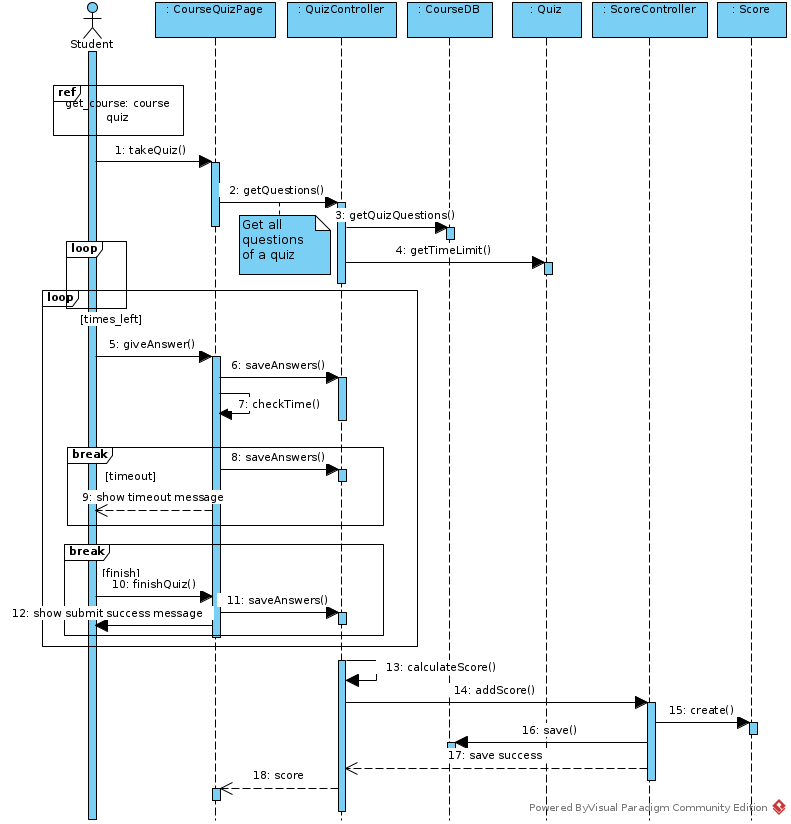 : CourseQuizPage
: QuizController
: CourseDB
: Quiz
: ScoreController
: Score
Student
ref
get_course: course
quiz
1: takeQuiz()
2: getQuestions()
3: getQuizQuestions()
Get all
questions
of a quiz
4: getTimeLimit()
loop
loop
[times_left]
5: giveAnswer()
6: saveAnswers()
7: checkTime()
break
8: saveAnswers()
[timeout]
9: show timeout message
break
[finish]
10: finishQuiz()
11: saveAnswers()
12: show submit success message
13: calculateScore()
14: addScore()
15: create()
16: save()
17: save success
18: score
Powered By Visual Paradigm Community Edition